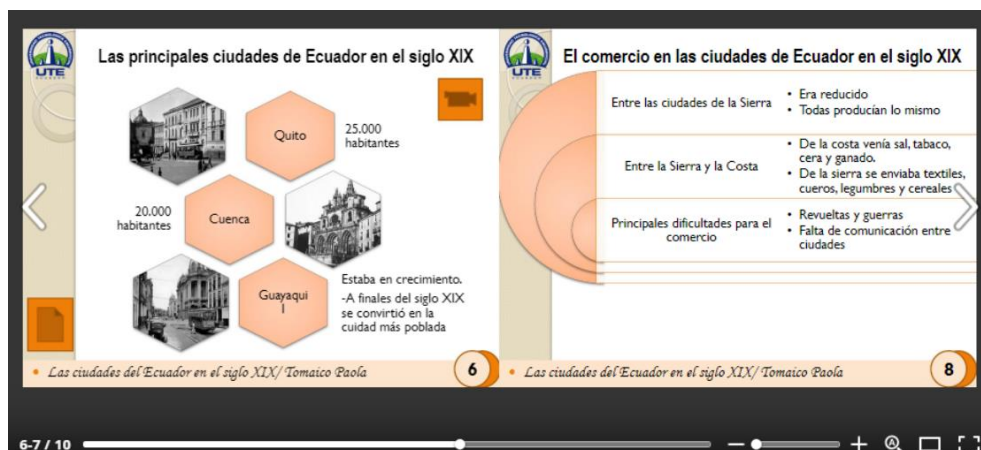 UTE
Las principales ciudades de Ecuador en el siglo XIX
Quito
25.000
habitantes
20.000
habitantes
Cuenca
Guayaqui
l
Estaba en crecimiento.
-A finales del siglo XIX
se convirtió en la
cuidad más poblada
• Las ciudades del Ecuador en el siglo XIX/ Tomaico Paola
6
UTE
El comercio en las ciudades de Ecuador en el siglo XIX
Entre las ciudades de la Sierra
• Era reducido
• Todas producían lo mismo
Entre la Sierra y la Costa
• De la costa venía sal, tabaco,
cera y ganado.
• De la sierra se enviaba textiles,
cueros, legumbres y cereales
Principales dificultades para el
comercio
• Revueltas y guerras
• Falta de comunicación entre
ciudades
• Las ciudades del Ecuador en el siglo XIX/ Tomaico Paola
8
6-7 / 10